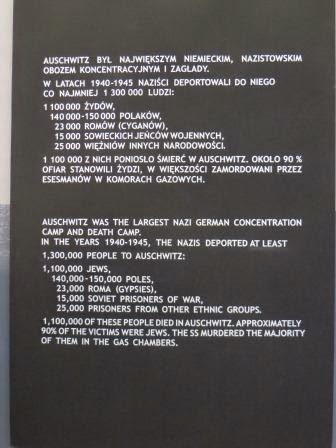 AUSCHWITZ BYŁ NAJWIĘKSZYM NIEMIECKIM, NAZISTOWSKIM
OBOZEM KONCENTRACYJNYM I ZAGŁADY.
W LATACH 1940-1945 NAZIŚCI DEPORTOWALI DO NIEGO
CO NAJMNIEJ 1 300 000 LUDZI:
1 100 000 ŻYDÓW,
140 000-150 000 POLAKÓW,
23 000 ROMÓW (CYGANÓW),
15 000 SOWIECKICH JEŃCÓW WOJENNYCH,
25 000 WIĘŹNIÓW INNYCH NARODOWOŚCI.
1 100 000 Z NICH PONIOSŁO ŚMIERĆ W AUSCHWITZ. OKOŁO 90 %
OFIAR STANOWILI ŻYDZI, W WIĘKSZOŚCI ZAMORDOWANI PRZEZ
ESESMANÓW W KOMORACH GAZOWYCH.
AUSCHWITZ WAS THE LARGEST NAZI GERMAN CONCENTRATION
CAMP AND DEATH CAMP.
IN THE YEARS 1940-1945, THE NAZIS DEPORTED AT LEAST
1,300,000 PEOPLE TO AUSCHWITZ:
1,100,000 JEWS,
140,000-150,000 POLES,
23,000 ROMA (GYPSIES),
15,000 SOVIET PRISONERS OF WAR,
25,000 PRISONERS FROM OTHER ETHNIC GROUPS.
1,100,000 OF THESE PEOPLE DIED IN AUSCHWITZ. APPROXIMATELY
90% OF THE VICTIMS WERE JEWS. THE SS MURDERED THE MAJORITY
OF THEM IN THE GAS CHAMBERS.